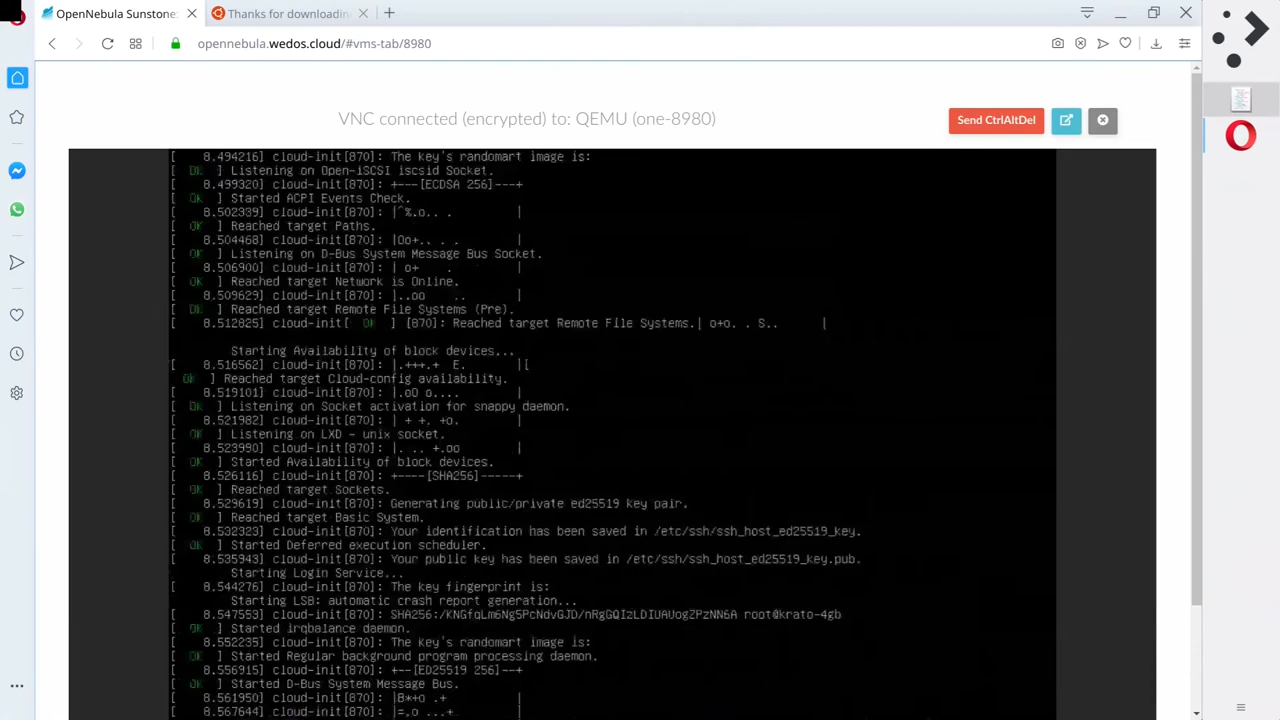 OpenNebula Sunstone:
Thanks for downloadin
opennebula.wedos.cloud/#vms-tab/8980
VNC connected (encrypted) to: QEMU (one-8980)
Send CtrlAltDel
[    8.494216] cloud-init[870]: The key's randomart image is:
[  OK  ] Listening on Open-iSCSI iscsid Socket.
[    8.499320] cloud-init[870]: +---[ECDSA 256]---+
[  OK  ] Started ACPI Events Check.
[    8.502339] cloud-init[870]: |^%.o.. .         |
[  OK  ] Reached target Paths.
[    8.504468] cloud-init[870]: |Oo+.. . .        |
[  OK  ] Listening on D-Bus System Message Bus Socket.
[    8.506900] cloud-init[870]: | o+    .         |
[  OK  ] Reached target Network is Online.
[    8.509629] cloud-init[870]: |..oo    ..       |
[  OK  ] Reached target Remote File Systems (Pre).
[    8.512825] cloud-init[  OK  ] [870]: Reached target Remote File Systems.| o+o. . S..      |
Starting Availability of block devices...
[    8.516562] cloud-init[870]: |.+++.+  E.       |[
OK  ] Reached target Cloud-config availability.
[    8.519101] cloud-init[870]: |.oO o....        |
[  OK  ] Listening on Socket activation for snappy daemon.
[    8.521982] cloud-init[870]: | + +. +o.        |
[  OK  ] Listening on LXD - unix socket.
[    8.523990] cloud-init[870]: |. .. +.oo        |
[  OK  ] Started Availability of block devices.
[    8.526116] cloud-init[870]: +----[SHA256]-----+
[  OK  ] Reached target Sockets.
[    8.529619] cloud-init[870]: Generating public/private ed25519 key pair.
[  OK  ] Reached target Basic System.
[    8.532323] cloud-init[870]: Your identification has been saved in /etc/ssh/ssh_host_ed25519_key.
[  OK  ] Started Deferred execution scheduler.
[    8.535943] cloud-init[870]: Your public key has been saved in /etc/ssh/ssh_host_ed25519_key.pub.
Starting Login Service...
[    8.544276] cloud-init[870]: The key fingerprint is:
Starting LSB: automatic crash report generation...
[    8.547553] cloud-init[870]: SHA256:/KNGfqLm6Ng5PcNdvGJD/nRgGQIzLDIUAUogZPzNN6A root@krato-4gb
[  OK  ] Started irqbalance daemon.
[    8.552235] cloud-init[870]: The key's randomart image is:
[  OK  ] Started Regular background program processing daemon.
[    8.556915] cloud-init[870]: +--[ED25519 256]--+
[  OK  ] Started D-Bus System Message Bus.
[    8.561950] cloud-init[870]: |B*+o .+          |
[    8.567644] cloud-init[870]: |=.o ...+         |